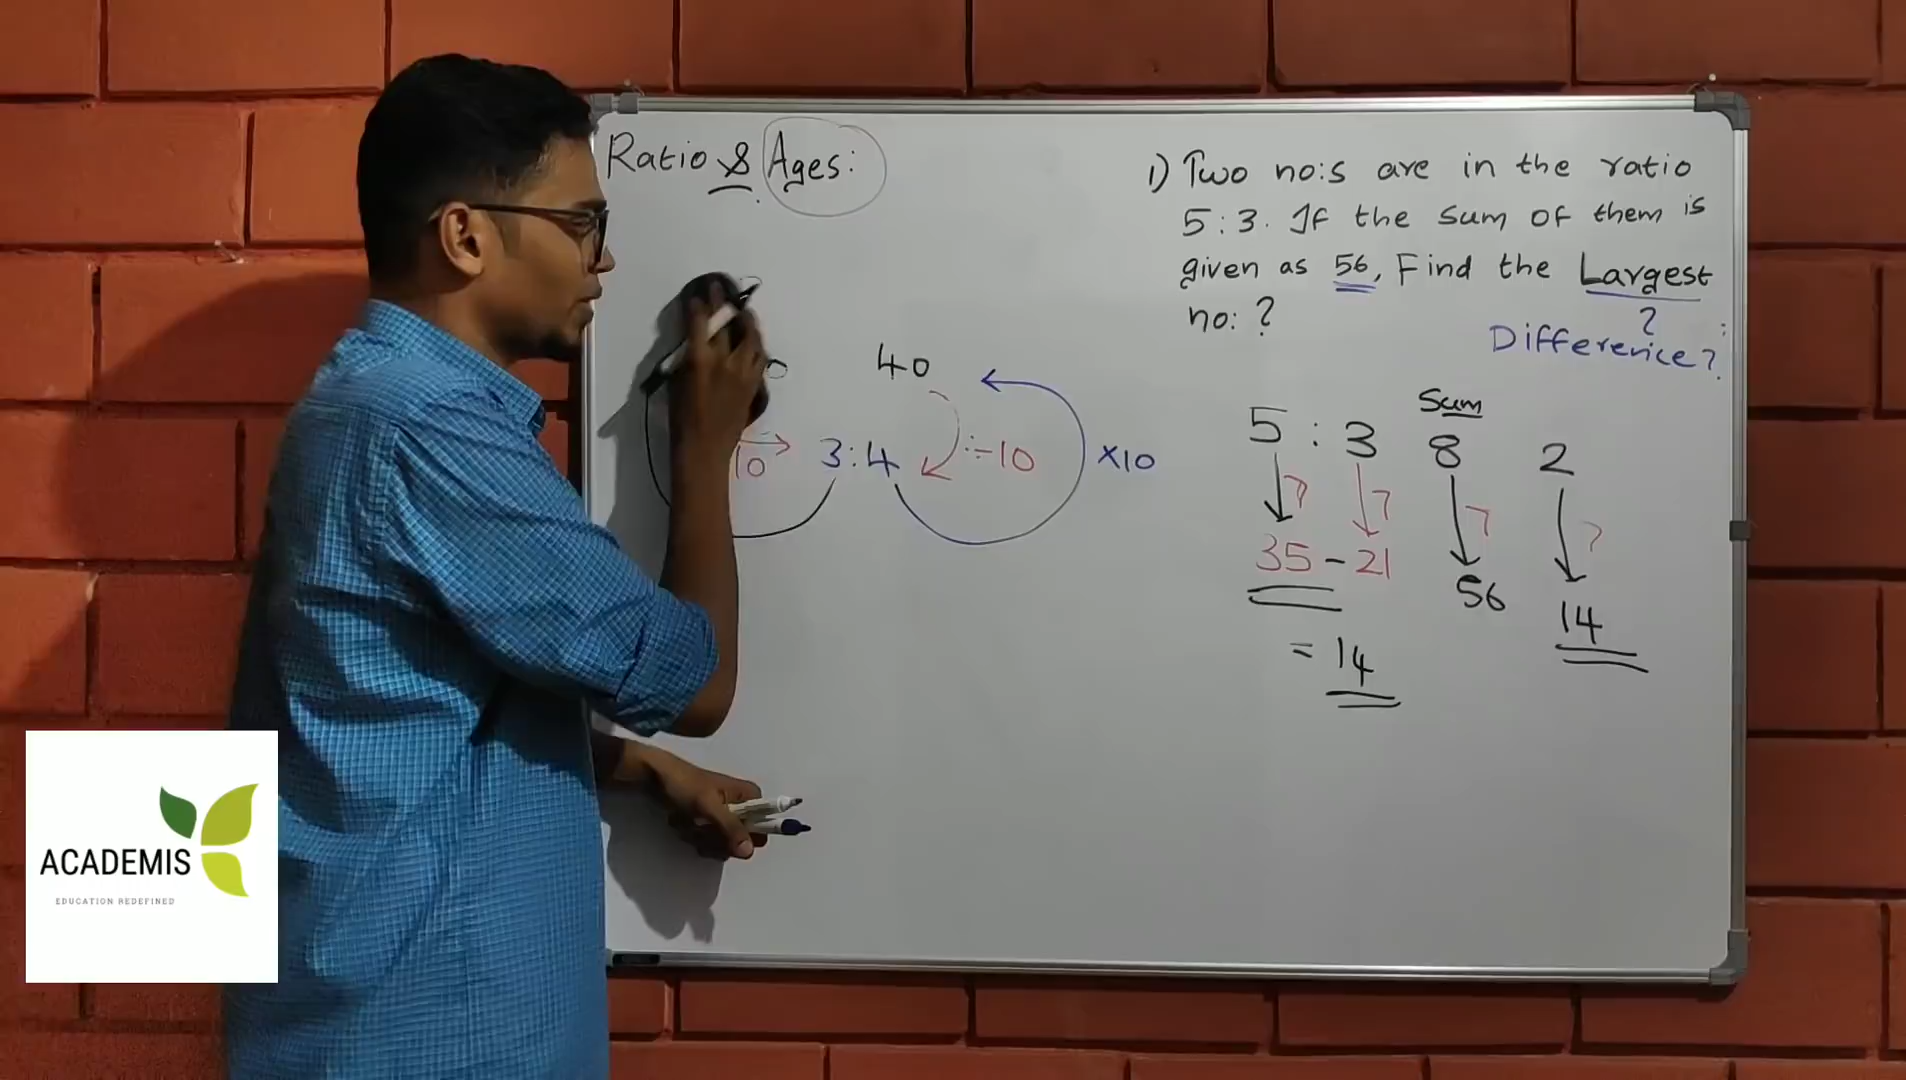 Ratio & Ages:
40
10
3:4
÷10
×10
1) Two no:s are in the ratio
5:3. If the sum of them is
given as 56, Find the Largest
no: ?
?
Difference?
Sum
5 : 3 8 2
7 7 7 7
35 - 21 56 14
= 14
ACADEMIS
EDUCATION REDEFINED